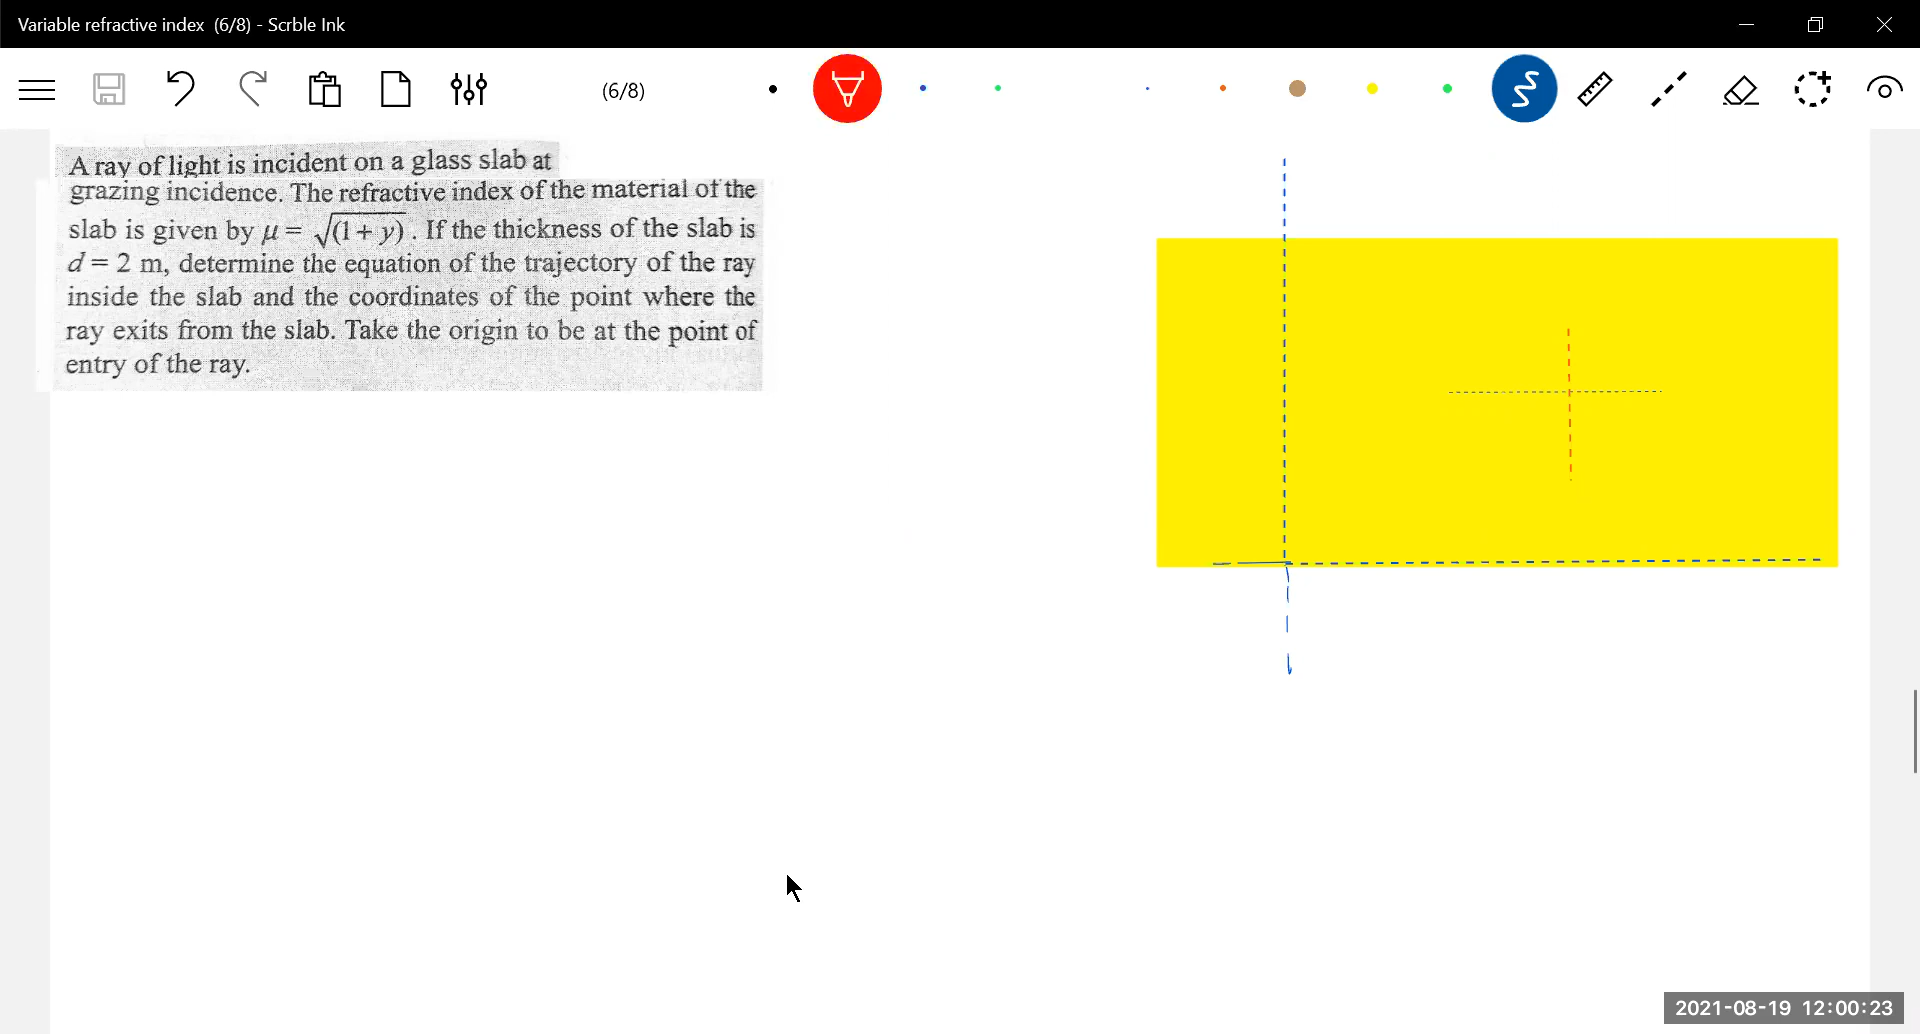 Variable refractive index (6/8) - Scrble Ink
(6/8)
A ray of light is incident on a glass slab at
grazing incidence. The refractive index of the material of the
slab is given by μ = √(1 + y) . If the thickness of the slab is
d = 2 m, determine the equation of the trajectory of the ray
inside the slab and the coordinates of the point where the
ray exits from the slab. Take the origin to be at the point of
entry of the ray.
2021-08-19 12:00:23